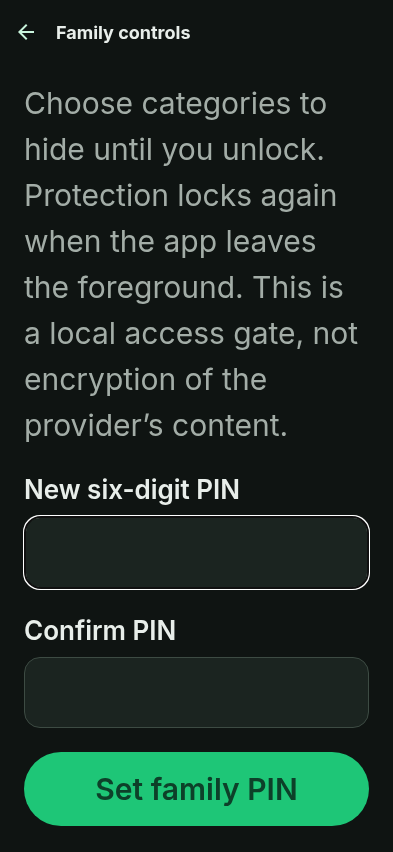 Family controls
Choose categories to
hide until you unlock.
Protection locks again
when the app leaves
the foreground. This is
a local access gate, not
encryption of the
provider’s content.
New six-digit PIN
Confirm PIN
Set family PIN